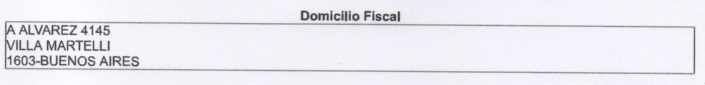 Domicilio Fiscal
A ALVAREZ 4145
VILLA MARTELLI
1603-BUENOS AIRES